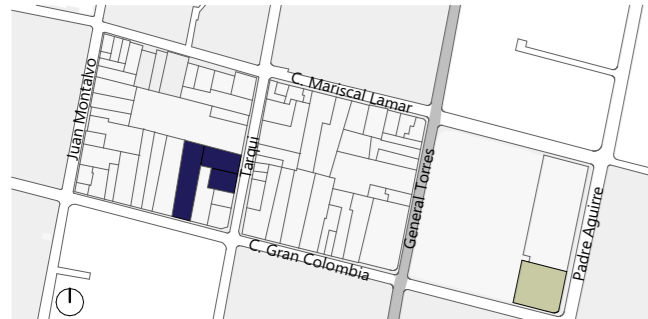 C. Mariscal Lamar
Juan Montalvo
Tarqui
General Torres
Padre Aguirre
C. Gran Colombia